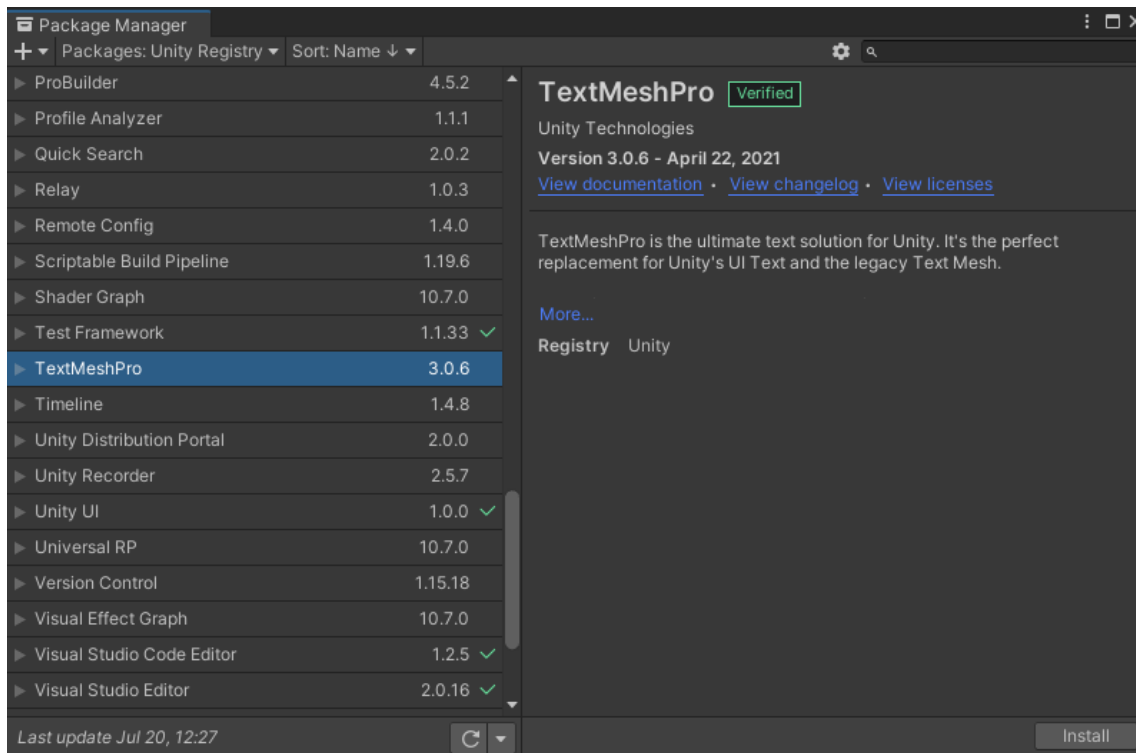 Package Manager
Packages: Unity Registry Sort: Name ↓
ProBuilder 4.5.2
Profile Analyzer 1.1.1
Quick Search 2.0.2
Relay 1.0.3
Remote Config 1.4.0
Scriptable Build Pipeline 1.19.6
Shader Graph 10.7.0
Test Framework 1.1.33 ✓
TextMeshPro 3.0.6
Timeline 1.4.8
Unity Distribution Portal 2.0.0
Unity Recorder 2.5.7
Unity UI 1.0.0 ✓
Universal RP 10.7.0
Version Control 1.15.18
Visual Effect Graph 10.7.0
Visual Studio Code Editor 1.2.5 ✓
Visual Studio Editor 2.0.16 ✓
Last update Jul 20, 12:27
TextMeshPro Verified
Unity Technologies
Version 3.0.6 - April 22, 2021
View documentation • View changelog • View licenses
TextMeshPro is the ultimate text solution for Unity. It's the perfect
replacement for Unity's UI Text and the legacy Text Mesh.
More...
Registry Unity
Install